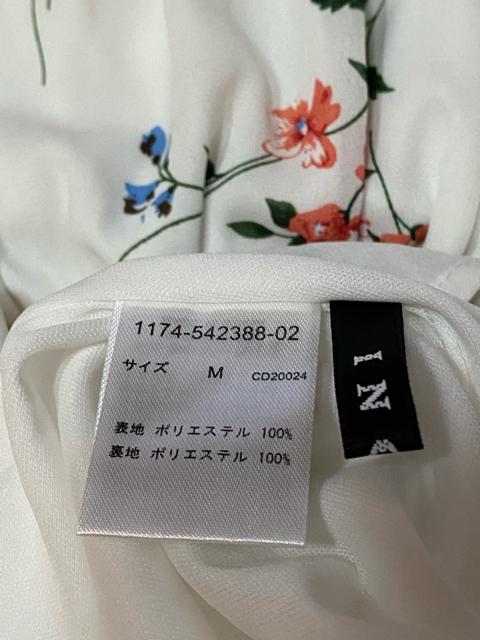 1174-542388-02
サイズ M CD20024
表地 ポリエステル 100%
裏地 ポリエステル 100%
NI